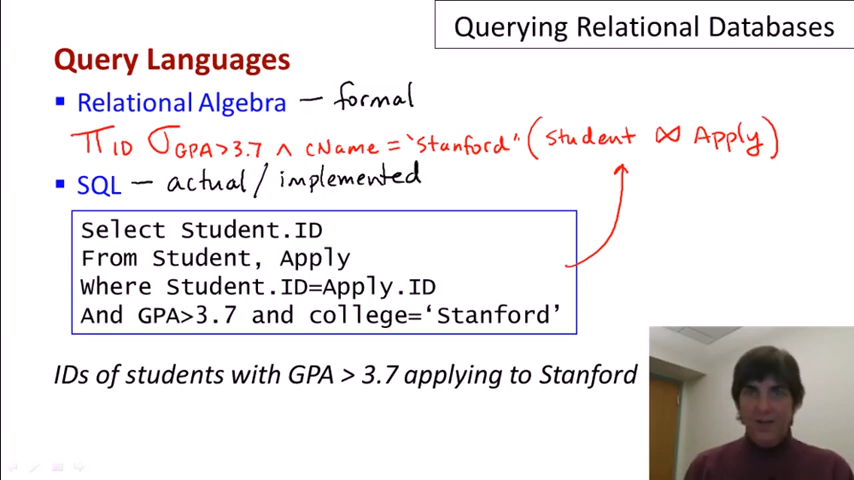 Querying Relational Databases
Query Languages
▪ Relational Algebra — formal
π ID σ GPA>3.7 ∧ cName = 'Stanford" (Student ⋈ Apply)
▪ SQL — actual / implemented
Select Student.ID
From Student, Apply
Where Student.ID=Apply.ID
And GPA>3.7 and college=‘Stanford’
IDs of students with GPA > 3.7 applying to Stanford